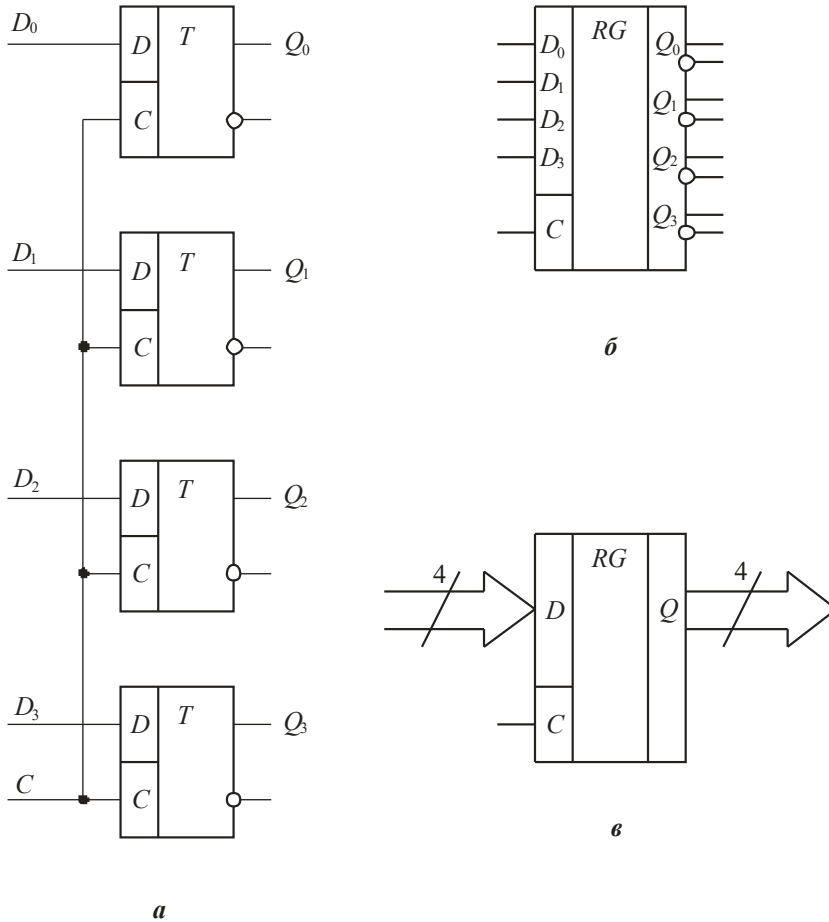 D₀
D T Q₀
C
D₁
D T Q₁
C
D₂
D T Q₂
C
D₃
D T Q₃
C
C
а
RG
D₀ Q₀
D₁ Q₁
D₂ Q₂
D₃ Q₃
C
б
RG
4 D Q 4
C
в